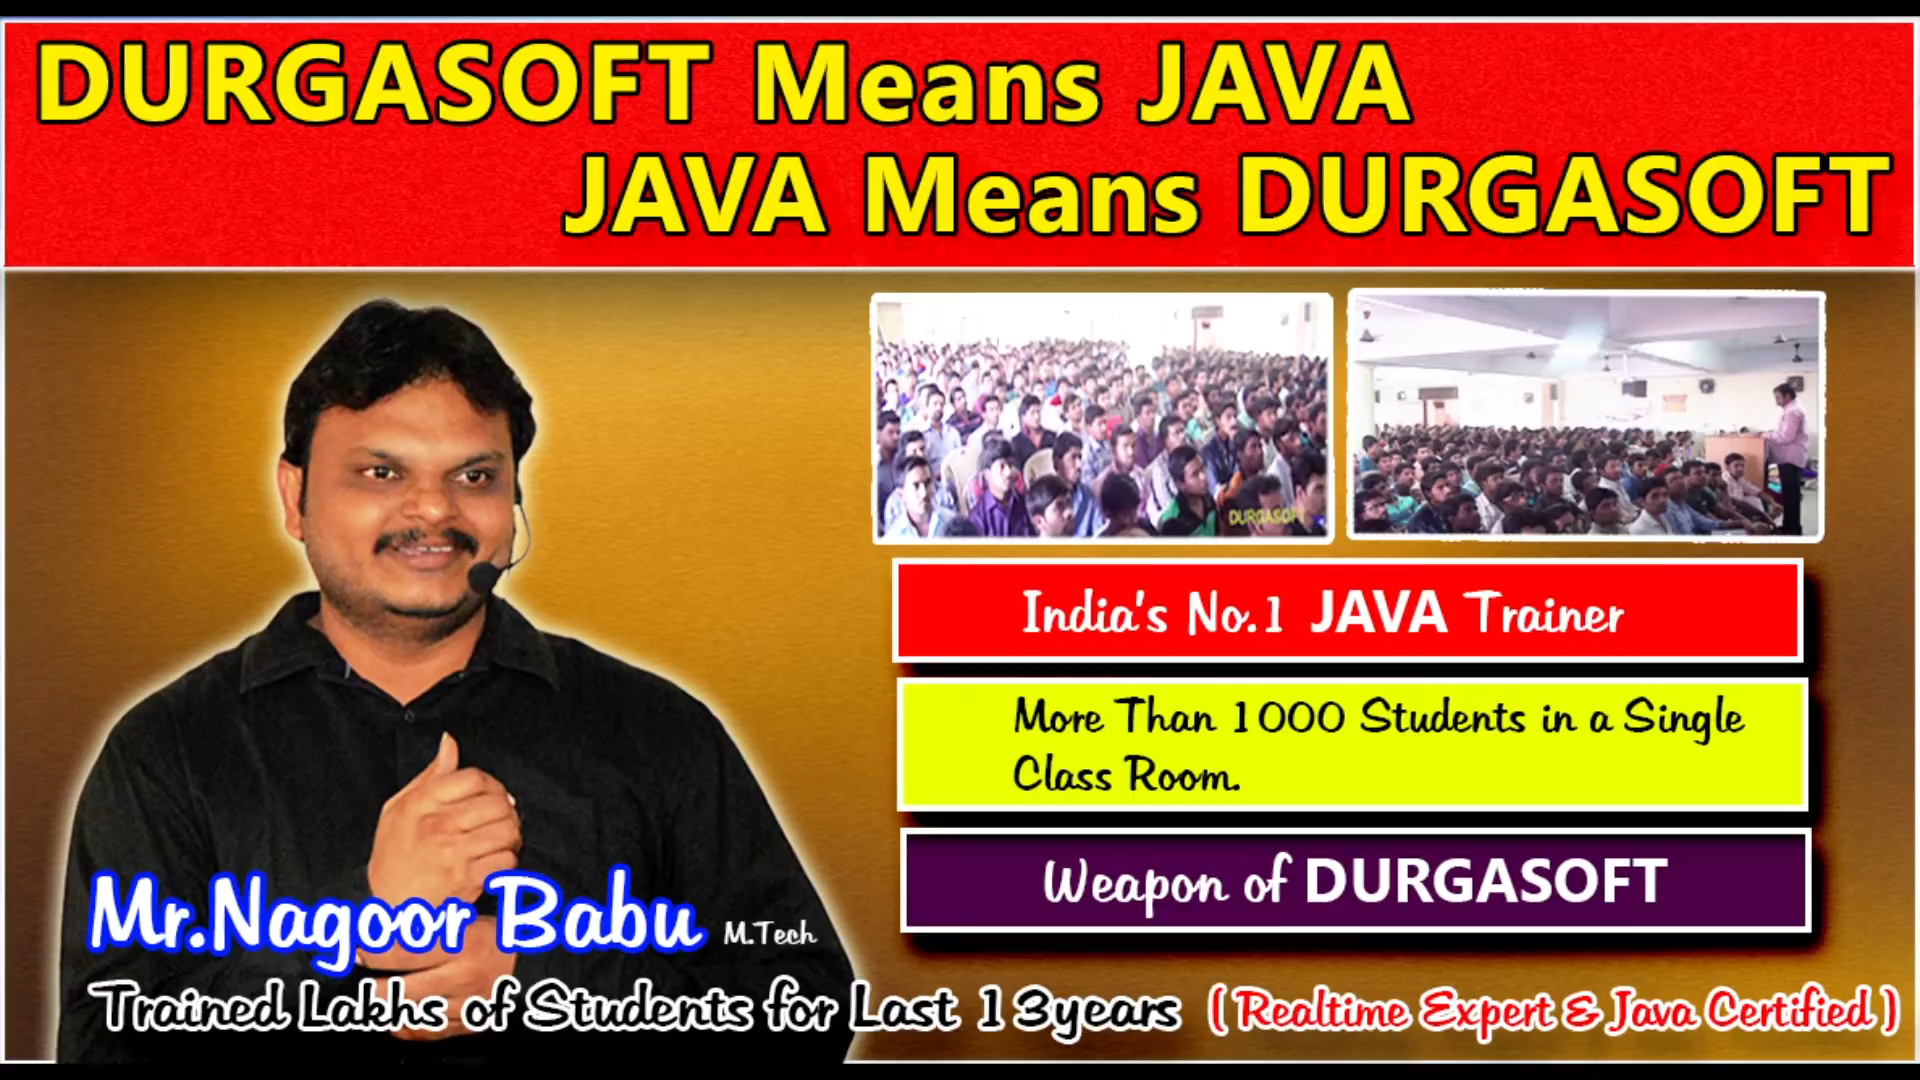 DURGASOFT Means JAVA
JAVA Means DURGASOFT
DURGASOFT
India's No.1 JAVA Trainer
More Than 1000 Students in a Single
Class Room.
Weapon of DURGASOFT
Mr.Nagoor Babu M.Tech
Trained Lakhs of Students for Last 13years ( Realtime Expert & Java Certified )